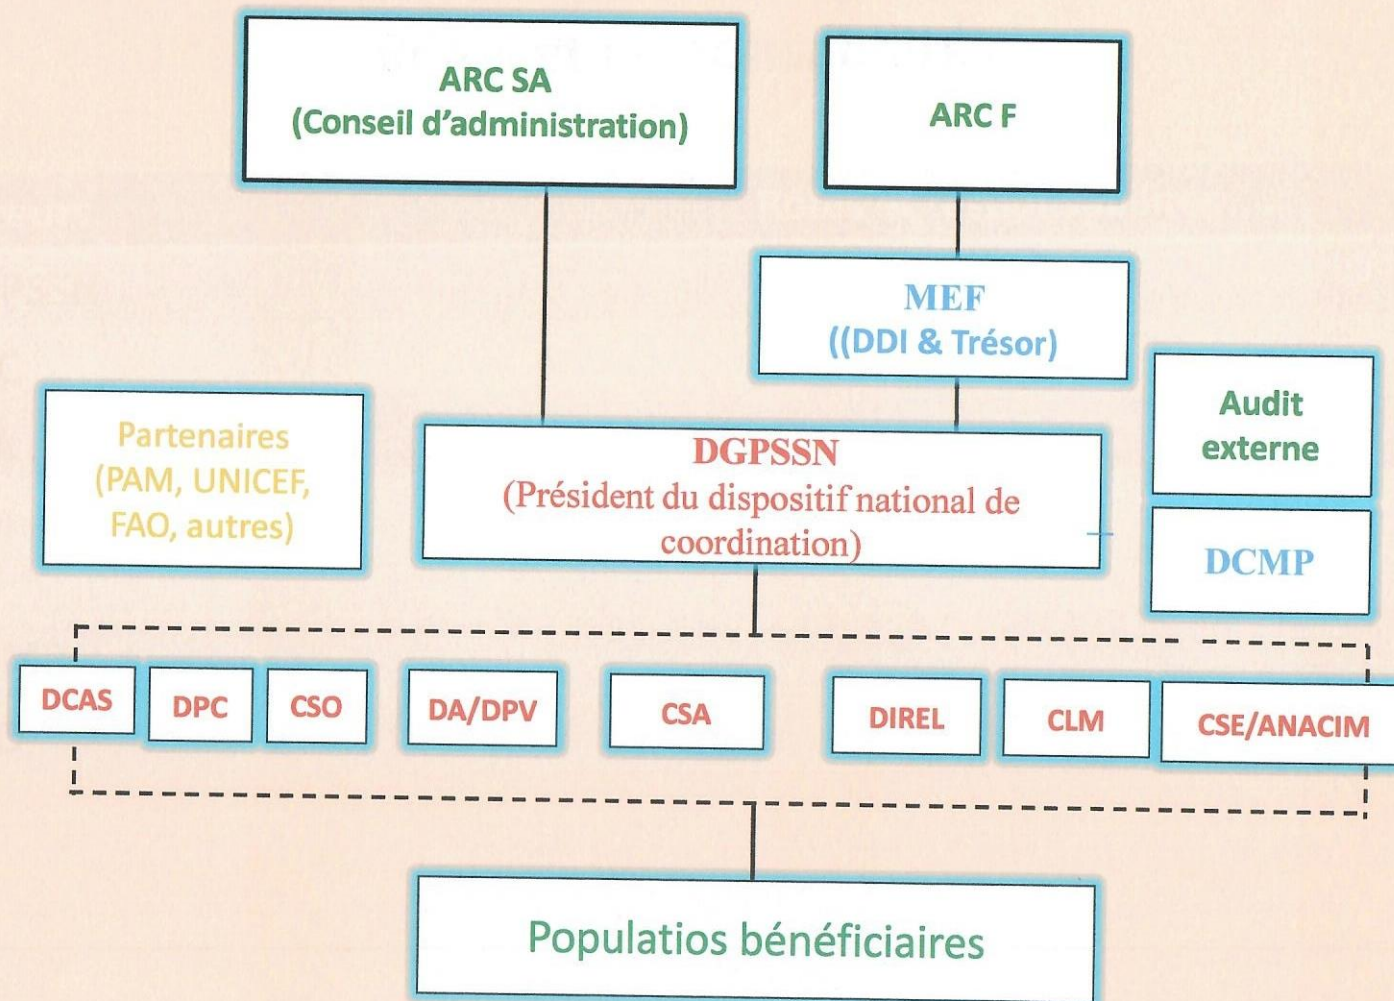 ARC SA
(Conseil d'administration)
ARC F
MEF
((DDI & Trésor)
Audit
externe
Partenaires
(PAM, UNICEF,
FAO, autres)
DGPSSN
(Président du dispositif national de
coordination)
DCMP
DCAS
DPC
CSO
DA/DPV
CSA
DIREL
CLM
CSE/ANACIM
Populatios bénéficiaires